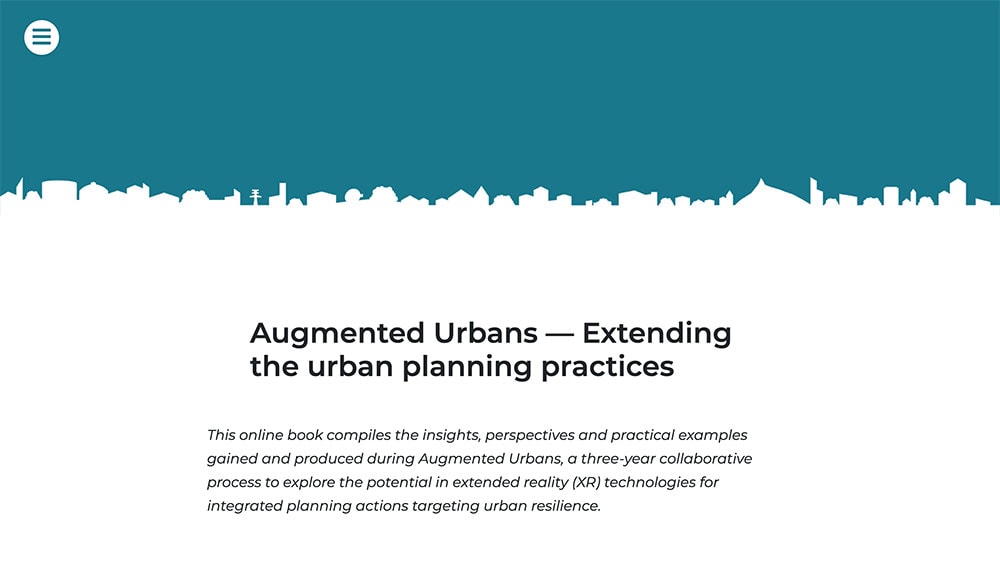 Augmented Urbans — Extending
the urban planning practices
This online book compiles the insights, perspectives and practical examples
gained and produced during Augmented Urbans, a three-year collaborative
process to explore the potential in extended reality (XR) technologies for
integrated planning actions targeting urban resilience.